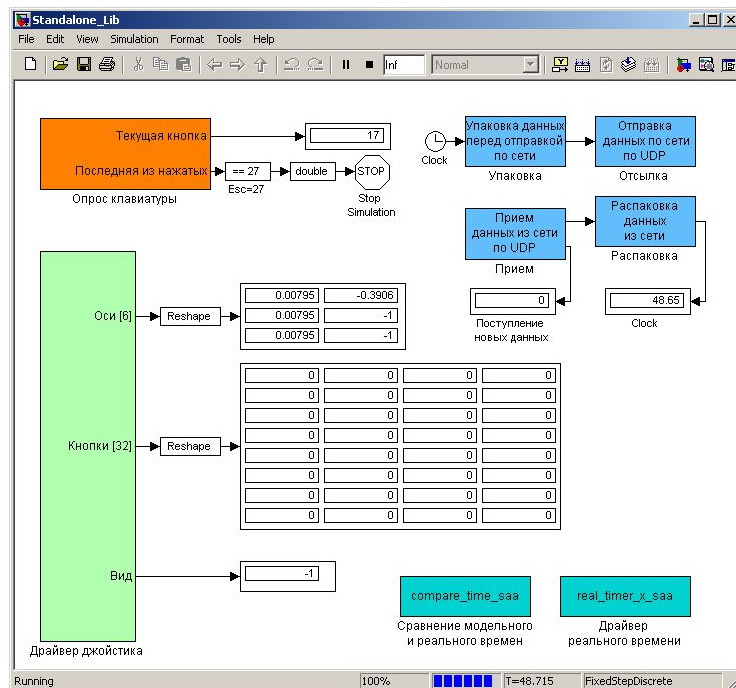 Standalone_Lib
File Edit View Simulation Format Tools Help
Inf Normal
Текущая кнопка
17
Последняя из нажатых
== 27
double
STOP
Esc=27
Stop
Simulation
Опрос клавиатуры
Clock
Упаковка данных
перед отправкой
по сети
Упаковка
Отправка
данных по сети
по UDP
Отсылка
Прием
данных из сети
по UDP
Прием
Распаковка
данных
из сети
Распаковка
0
Поступление
новых данных
48.65
Clock
Оси [6]
Reshape
0.00795 -0.3906
0.00795 -1
0.00795 -1
Кнопки [32]
Reshape
0 0 0 0
0 0 0 0
0 0 0 0
0 0 0 0
0 0 0 0
0 0 0 0
0 0 0 0
0 0 0 0
Вид
-1
Драйвер джойстика
compare_time_saa
Сравнение модельного
и реального времен
real_timer_x_saa
Драйвер
реального времени
Running 100% T=48.715 FixedStepDiscrete